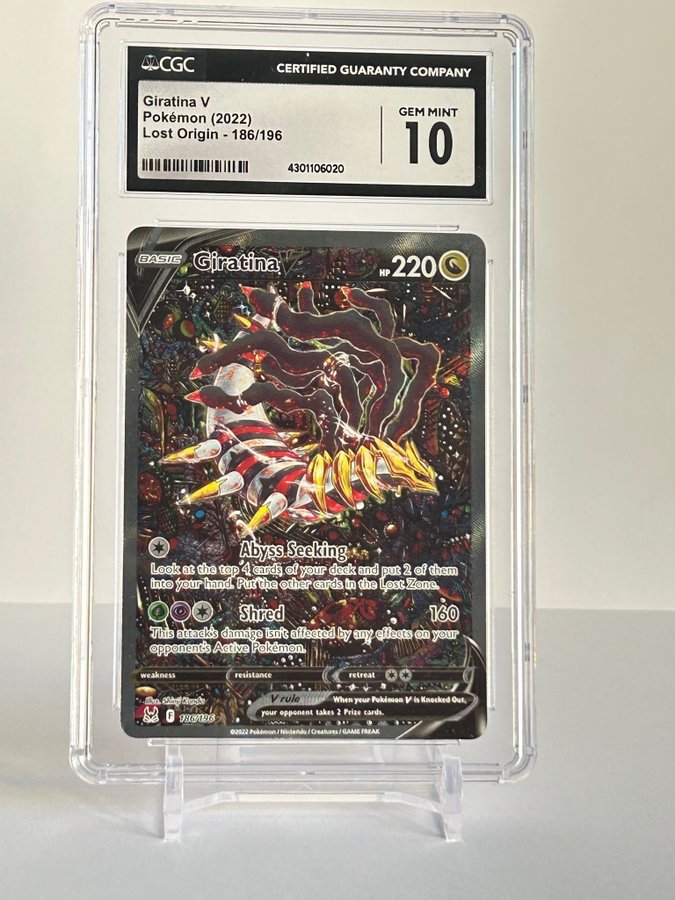 CGC
CERTIFIED GUARANTY COMPANY
Giratina V
Pokémon (2022)
Lost Origin - 186/196
GEM MINT
10
4301106020
BASIC Giratina HP 220
Abyss Seeking
Look at the top 4 cards of your deck and put 2 of them
into your hand. Put the other cards in the Lost Zone.
Shred 160
This attack's damage isn't affected by any effects on your
opponent's Active Pokémon.
weakness resistance retreat
Illus. Shinji Kanda
V rule When your Pokémon V is Knocked Out,
your opponent takes 2 Prize cards.
F 186/196
©2022 Pokémon / Nintendo / Creatures / GAME FREAK